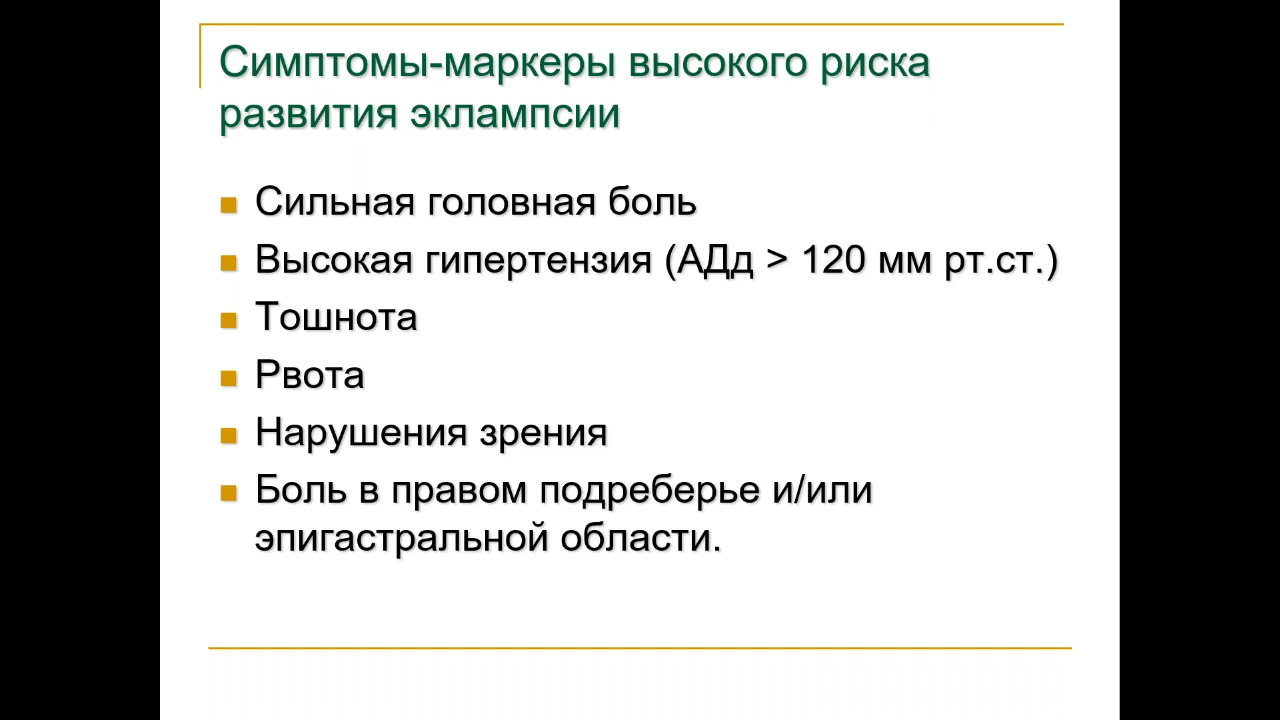 Симптомы-маркеры высокого риска
развития эклампсии
Сильная головная боль
Высокая гипертензия (АДд > 120 мм рт.ст.)
Тошнота
Рвота
Нарушения зрения
Боль в правом подреберье и/или
эпигастральной области.